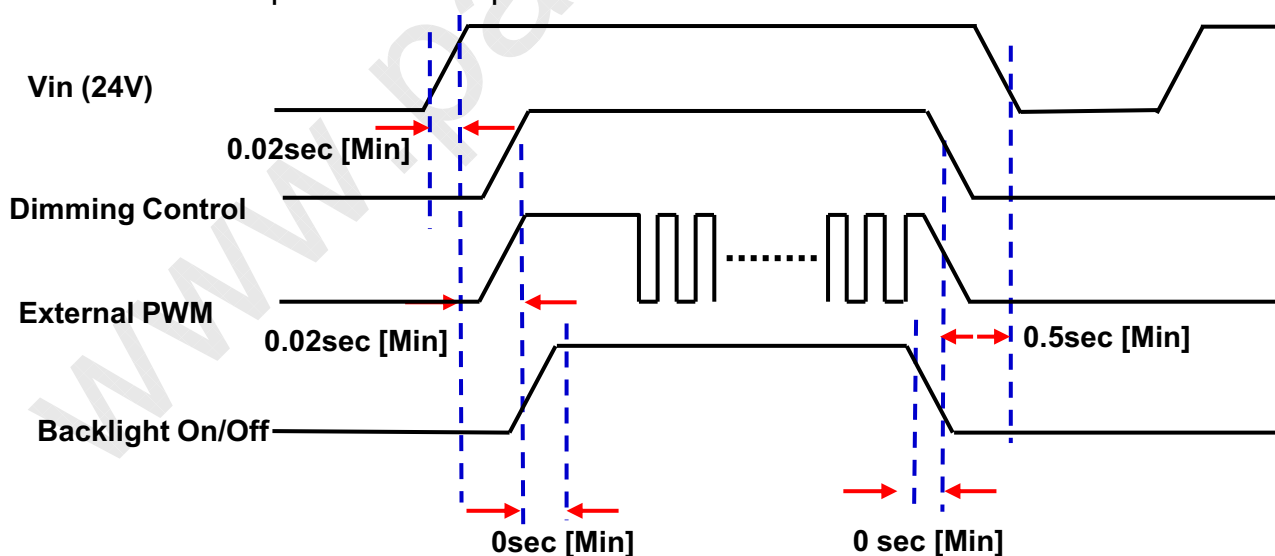 Vin (24V)
0.02sec [Min]
Dimming Control
External PWM
0.02sec [Min]
0.5sec [Min]
Backlight On/Off
0sec [Min]
0 sec [Min]